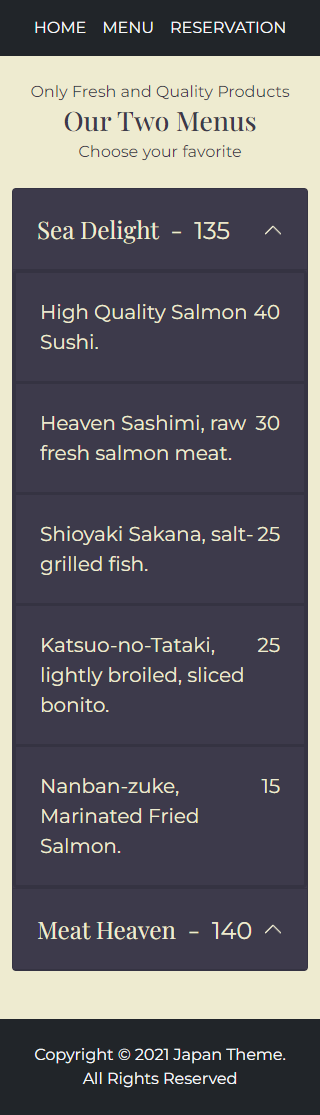 HOME MENU RESERVATION
Only Fresh and Quality Products
Our Two Menus
Choose your favorite
Sea Delight - 135
High Quality Salmon 40
Sushi.
Heaven Sashimi, raw 30
fresh salmon meat.
Shioyaki Sakana, salt- 25
grilled fish.
Katsuo-no-Tataki, 25
lightly broiled, sliced
bonito.
Nanban-zuke, 15
Marinated Fried
Salmon.
Meat Heaven - 140
Copyright © 2021 Japan Theme.
All Rights Reserved